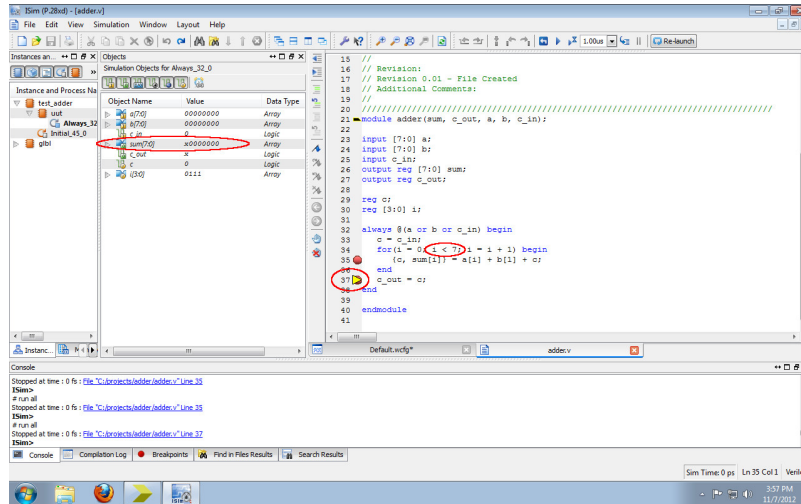 ISim (P.28xd) - [adder.v]
File Edit View Simulation Window Layout Help
1.00us Re-launch
Instances an...
Objects
Simulation Objects for Always_32_0
Instance and Process Na
test_adder
uut
Always_32
Initial_45_0
glbl
Object Name Value Data Type
a[7:0] 00000000 Array
b[7:0] 00000000 Array
c_in 0 Logic
sum[7:0] x0000000 Array
c_out x Logic
c 0 Logic
i[3:0] 0111 Array
15 //
16 // Revision:
17 // Revision 0.01 - File Created
18 // Additional Comments:
19 //
20 //////////////////////////////////////////////////////////////////////////////////
21 module adder(sum, c_out, a, b, c_in);
22
23 input [7:0] a;
24 input [7:0] b;
25 input c_in;
26 output reg [7:0] sum;
27 output reg c_out;
28
29 reg c;
30 reg [3:0] i;
31
32 always @(a or b or c_in) begin
33 c = c_in;
34 for(i = 0; i < 7; i = i + 1) begin
35 {c, sum[i]} = a[i] + b[i] + c;
36 end
37 c_out = c;
38 end
39
40 endmodule
41
Instanc...
Default.wcfg*
adder.v
Console
Stopped at time : 0 fs : File "C:/projects/adder/adder.v" Line 35
ISim>
# run all
Stopped at time : 0 fs : File "C:/projects/adder/adder.v" Line 35
ISim>
# run all
Stopped at time : 0 fs : File "C:/projects/adder/adder.v" Line 37
ISim>
Console Compilation Log Breakpoints Find in Files Results Search Results
Sim Time: 0 ps Ln 35 Col 1 Veril
ISim
3:57 PM
11/7/2012